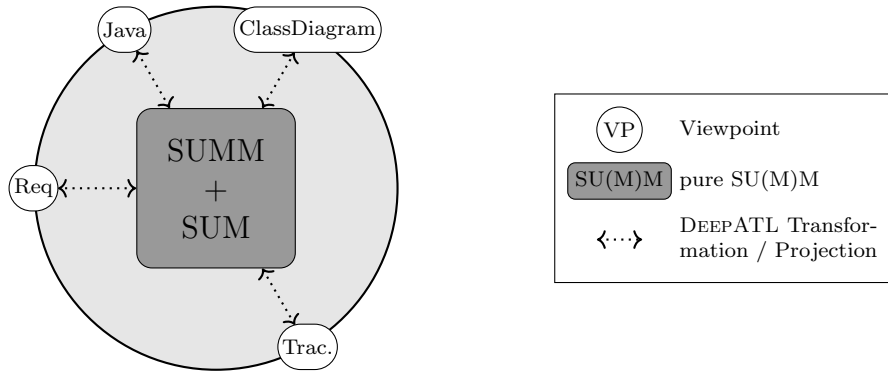 Java
ClassDiagram
SUMM
+
SUM
Req
Trac.
VP Viewpoint
SU(M)M pure SU(M)M
DEEPATL Transfor-
mation / Projection